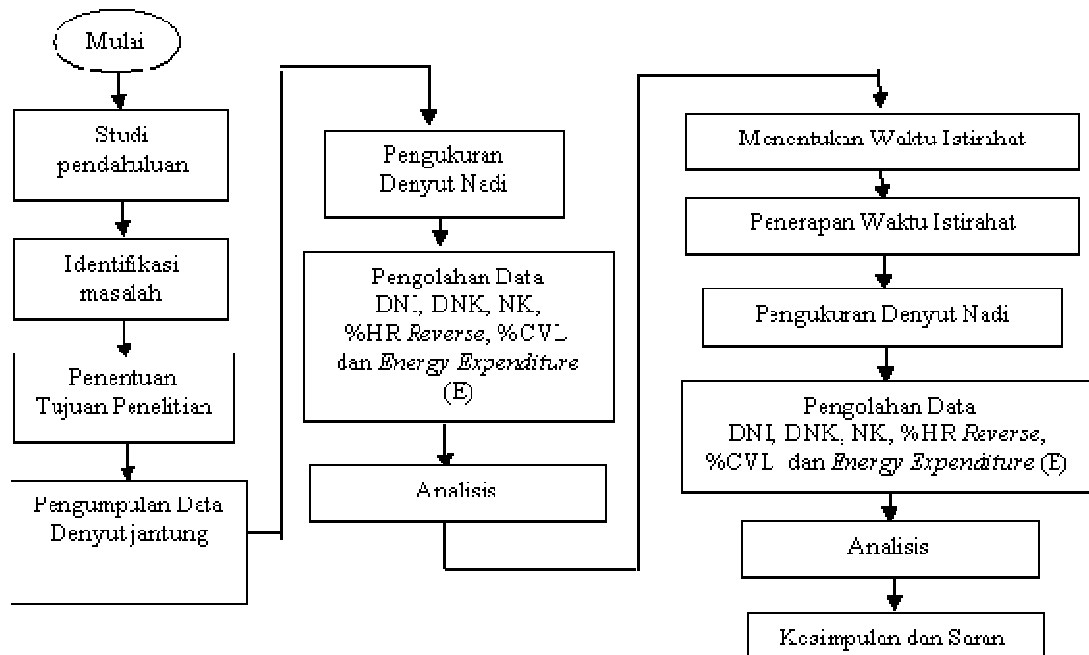 Mulai
Studi
pendahuluan
Identifikasi
masalah
Penentuan
Tujuan Penelitian
Pengumpulan Data
Denyut jantung
Pengukuran
Denyut Nadi
Pengolahan Data
DNI, DNK, NK,
%HR Reverse, %CVL
dan Energy Expenditure
(E)
Analisis
Menentukan Waktu Istirahat
Penerapan Waktu Istirahat
Pengukuran Denyut Nadi
Pengolahan Data
DNI, DNK, NK, %HR Reverse,
%CVL dan Energy Expenditure (E)
Analisis
Kesimpulan dan Saran